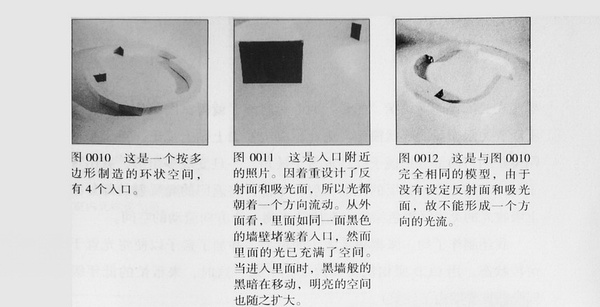 图 0010　这是一个按多
边形制造的环状空间,
有 4 个入口。
图 0011　这是入口附近
的照片。因着重设计了反
射面和吸光面，所以光都
朝着一个方向流动。从外
面看，里面如同一面黑色
的墙壁堵塞着入口，然而
里面的光已充满了空间。
当进入里面时，黑墙般的
黑暗在移动，明亮的空间
也随之扩大。
图 0012　这是与图 0010
完全相同的模型，由于
没有设定反射面和吸光
面，故不能形成一个方
向的光流。